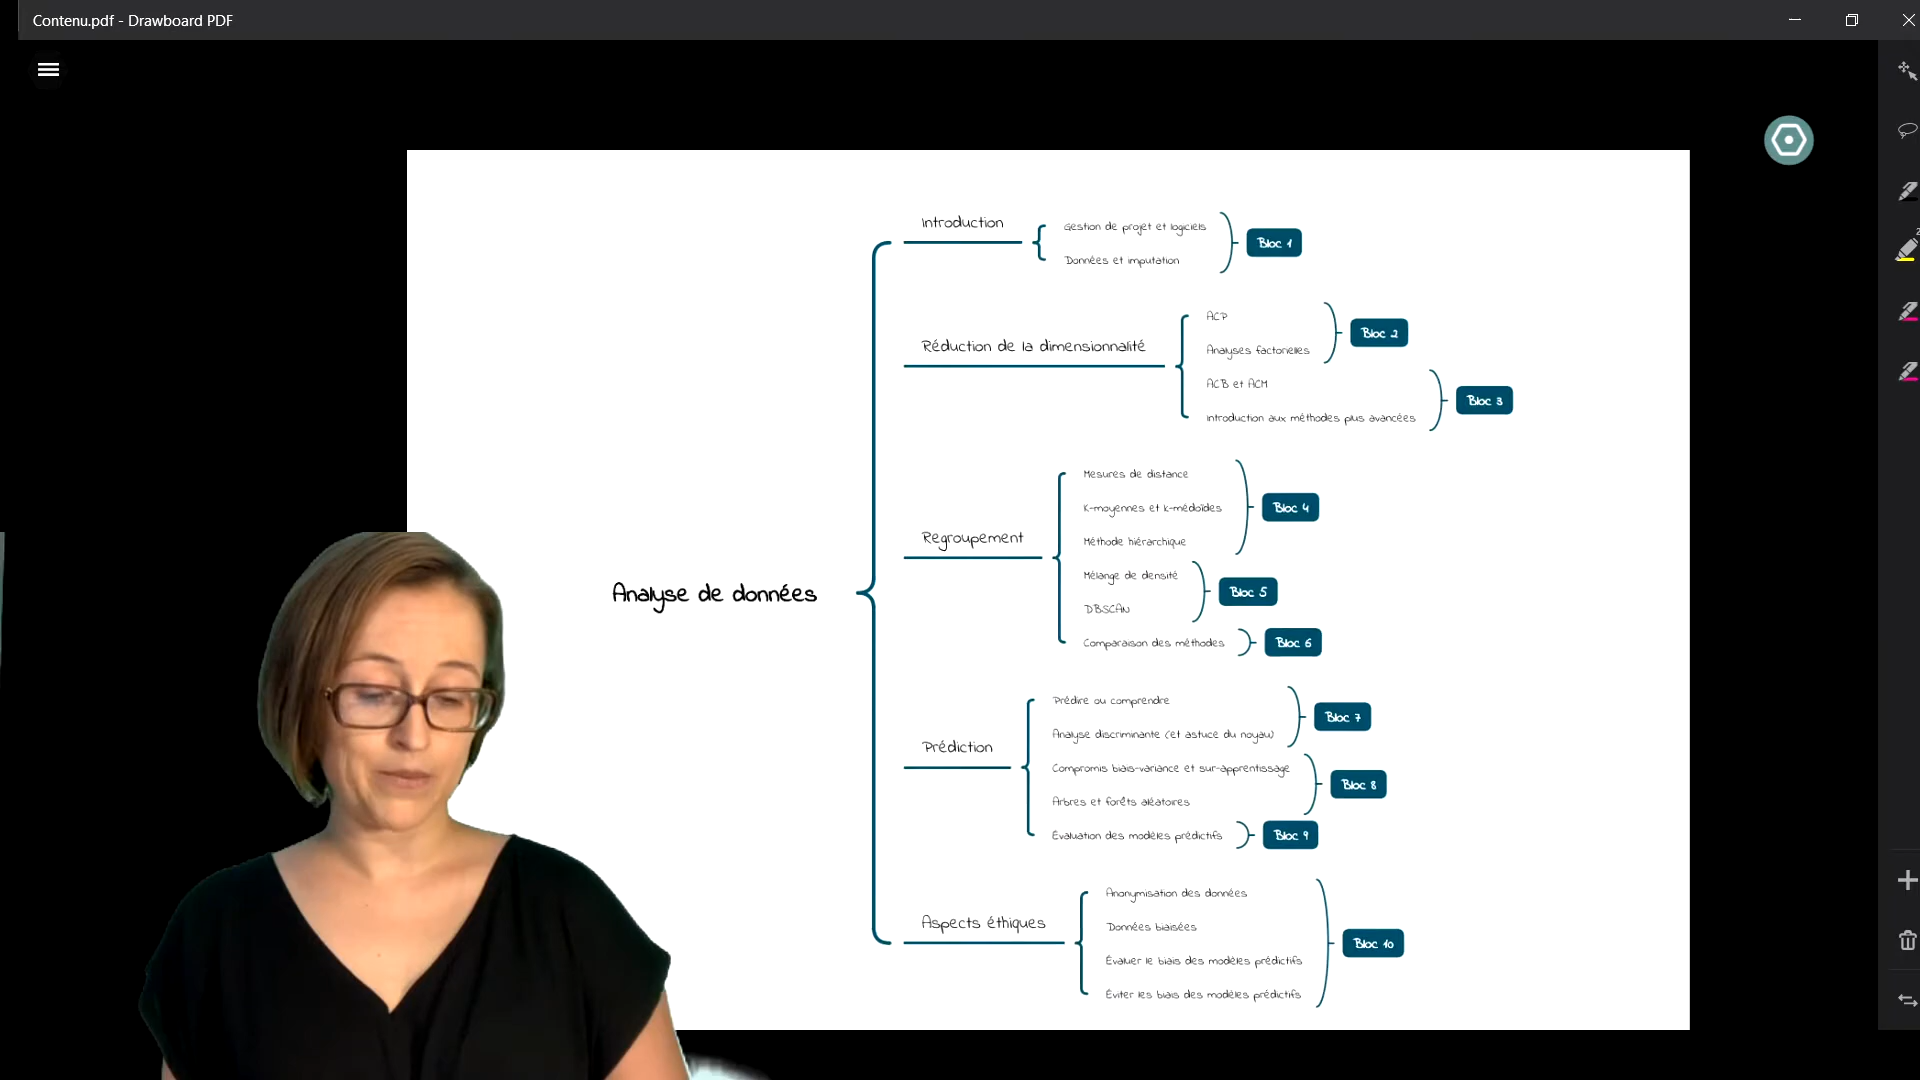 Contenu.pdf - Drawboard PDF
Analyse de données
Introduction
Gestion de projet et logiciels
Données et imputation
Bloc 1
Réduction de la dimensionnalité
ACP
Analyses factorielles
Bloc 2
ACB et ACM
Introduction aux méthodes plus avancées
Bloc 3
Regroupement
Mesures de distance
K-moyennes et k-médoïdes
Méthode hiérarchique
Bloc 4
Mélange de densité
DBSCAN
Bloc 5
Comparaison des méthodes
Bloc 6
Prédiction
Prédire ou comprendre
Analyse discriminante (et astuce du noyau)
Bloc 7
Compromis biais-variance et sur-apprentissage
Arbres et forêts aléatoires
Bloc 8
Évaluation des modèles prédictifs
Bloc 9
Aspects éthiques
Anonymisation des données
Données biaisées
Évaluer le biais des modèles prédictifs
Éviter les biais des modèles prédictifs
Bloc 10
2